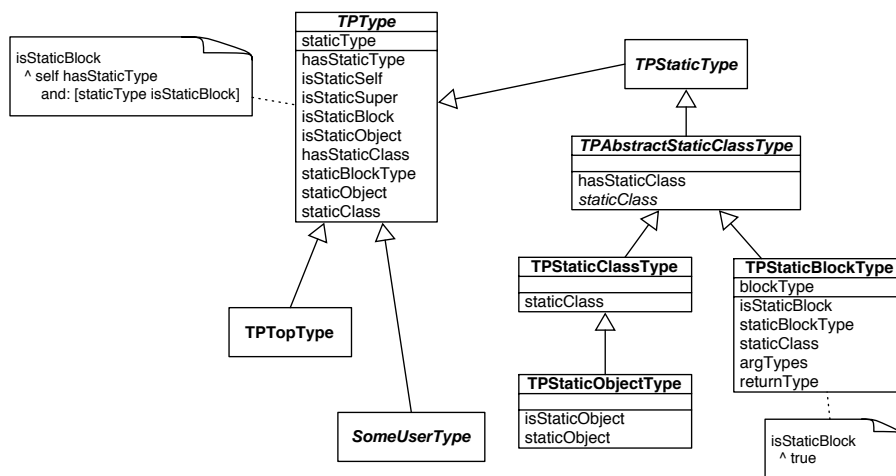 isStaticBlock
^ self hasStaticType
and: [staticType isStaticBlock]
TPType
staticType
hasStaticType
isStaticSelf
isStaticSuper
isStaticBlock
isStaticObject
hasStaticClass
staticBlockType
staticObject
staticClass
TPStaticType
TPAbstractStaticClassType
hasStaticClass
staticClass
TPStaticClassType
staticClass
TPStaticBlockType
blockType
isStaticBlock
staticBlockType
staticClass
argTypes
returnType
TPTopType
TPStaticObjectType
isStaticObject
staticObject
SomeUserType
isStaticBlock
^ true